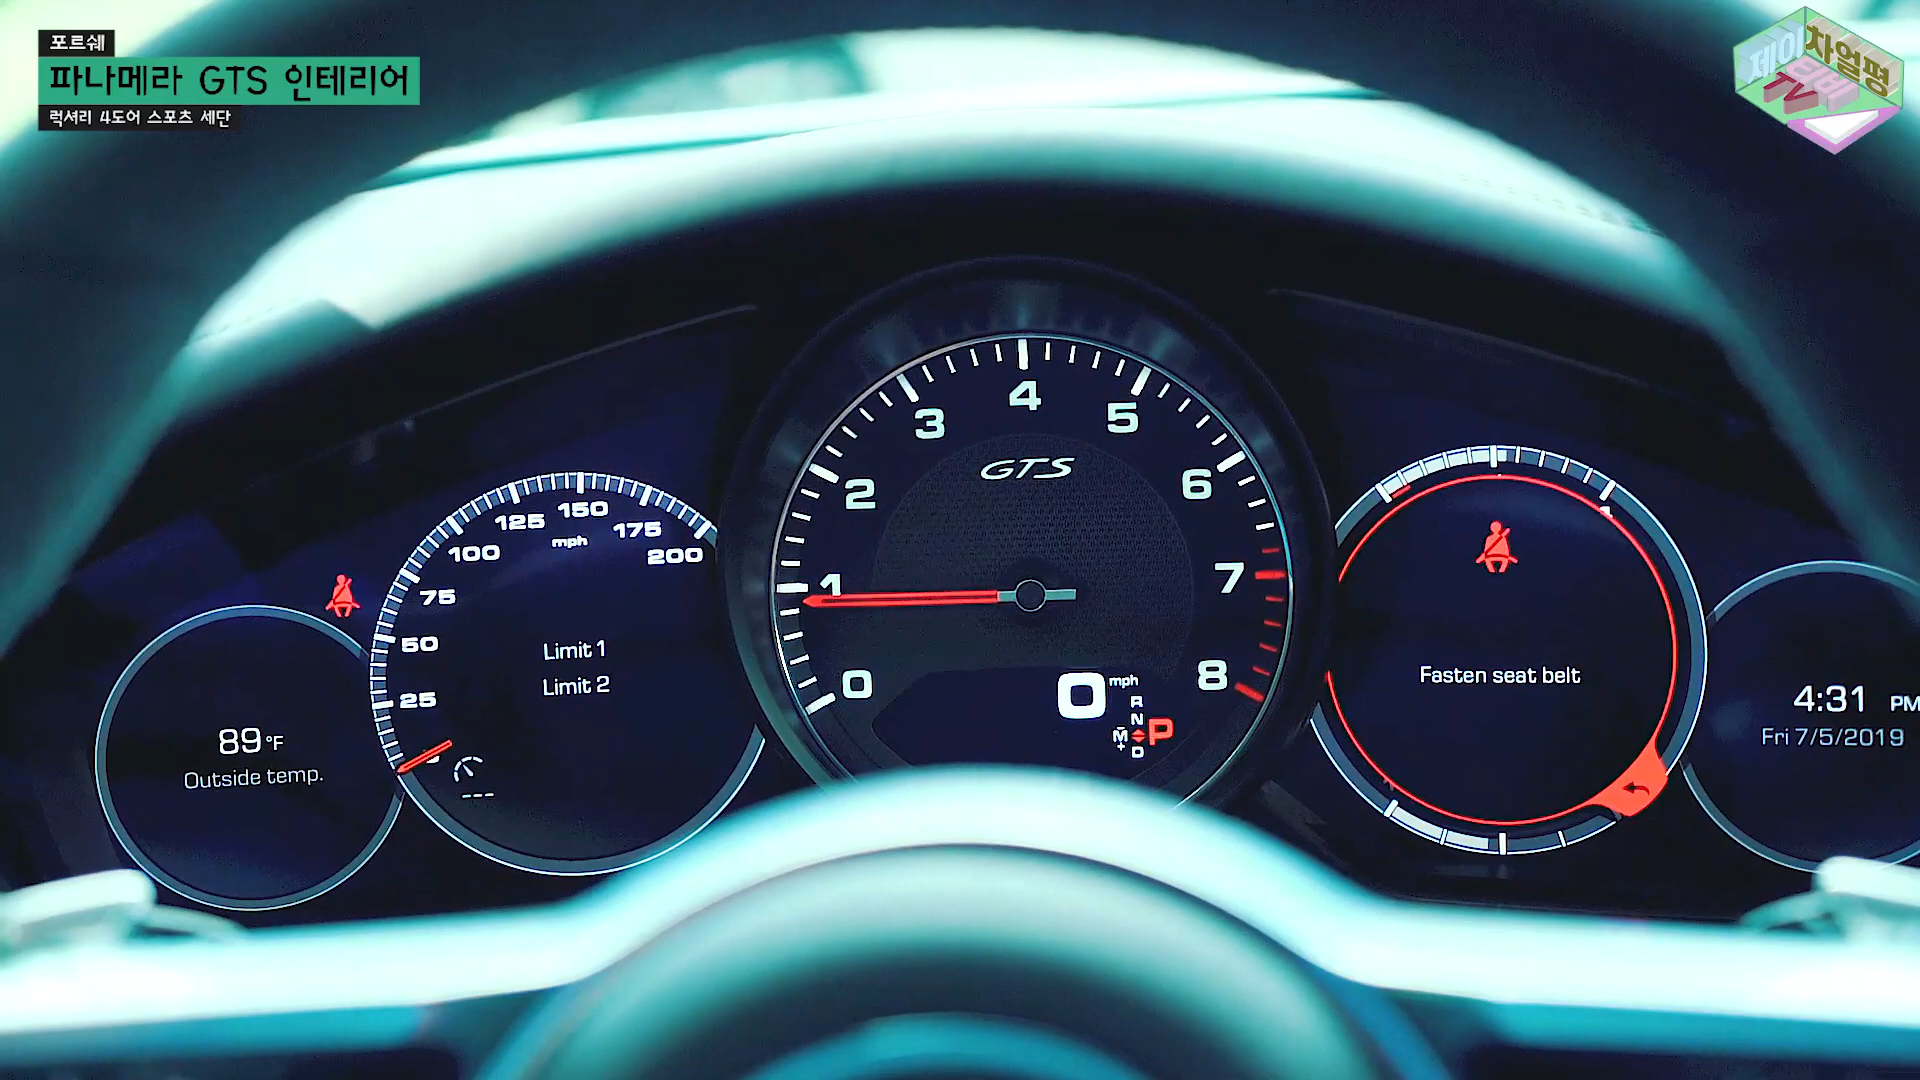 포르쉐
파나메라 GTS 인테리어
럭셔리 4도어 스포츠 세단
제이
차얼평
티비
TV
GTS
0
1
2
3
4
5
6
7
8
0 mph
R
N
M
+
P
D
25
50
75
100
125
150
175
200
mph
Limit 1
Limit 2
---
89°F
Outside temp.
Fasten seat belt
4:31 PM
Fri 7/5/2019